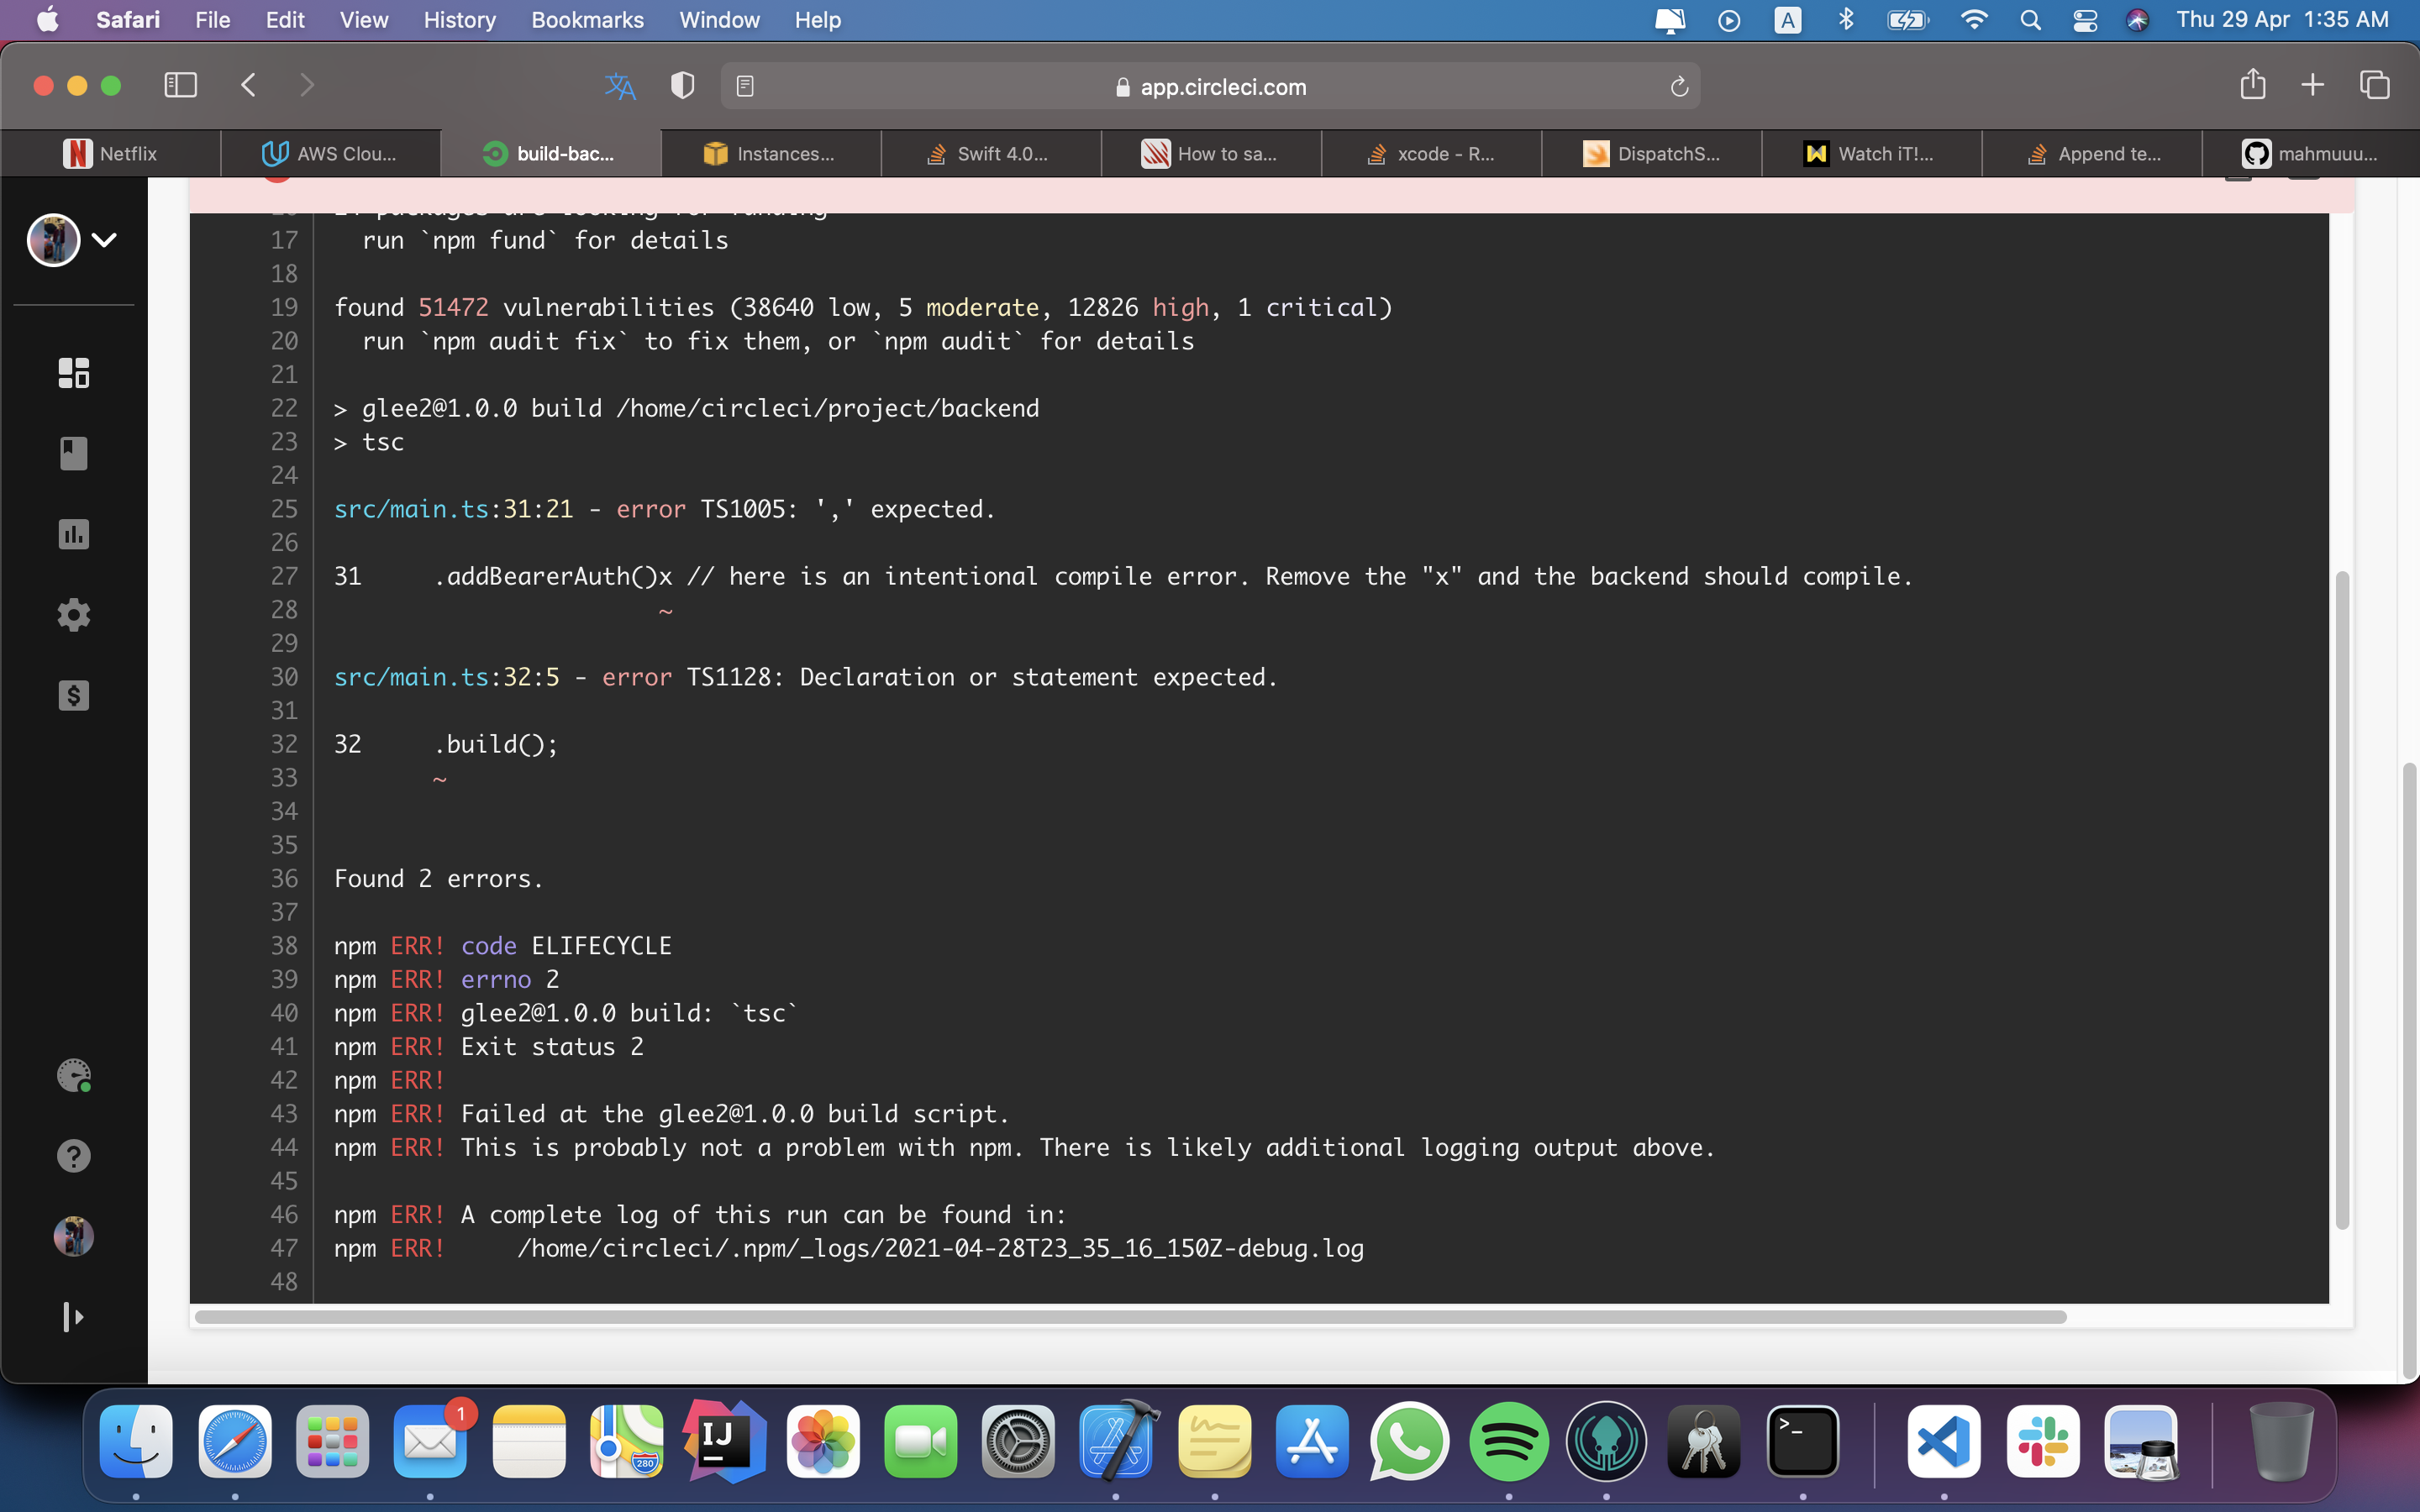 Safari File Edit View History Bookmarks Window Help A Thu 29 Apr 1:35 AM
app.circleci.com
N Netflix AWS Clou... build-bac... Instances... Swift 4.0... How to sa... xcode - R... DispatchS... Watch iT!... Append te... mahmuuu...
packages are looking for funding
17 run `npm fund` for details
18
19 found 51472 vulnerabilities (38640 low, 5 moderate, 12826 high, 1 critical)
20 run `npm audit fix` to fix them, or `npm audit` for details
21
22 > glee2@1.0.0 build /home/circleci/project/backend
23 > tsc
24
25 src/main.ts:31:21 - error TS1005: ',' expected.
26
27 31 .addBearerAuth()x // here is an intentional compile error. Remove the "x" and the backend should compile.
28 ~
29
30 src/main.ts:32:5 - error TS1128: Declaration or statement expected.
31
32 32 .build();
33 ~
34
35
36 Found 2 errors.
37
38 npm ERR! code ELIFECYCLE
39 npm ERR! errno 2
40 npm ERR! glee2@1.0.0 build: `tsc`
41 npm ERR! Exit status 2
42 npm ERR!
43 npm ERR! Failed at the glee2@1.0.0 build script.
44 npm ERR! This is probably not a problem with npm. There is likely additional logging output above.
45
46 npm ERR! A complete log of this run can be found in:
47 npm ERR! /home/circleci/.npm/_logs/2021-04-28T23_35_16_150Z-debug.log
48
1
IJ
280
>_